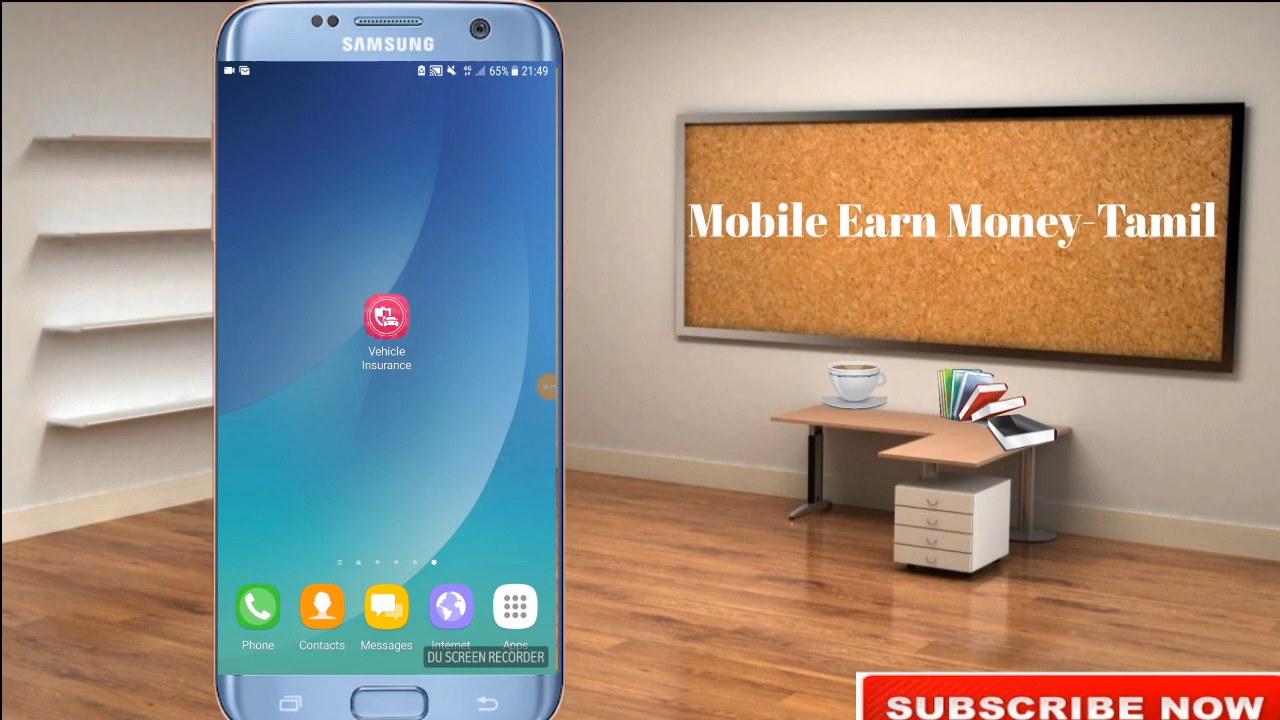 SAMSUNG
4G
65%
21:49
Mobile Earn Money-Tamil
Vehicle
Insurance
Phone
Contacts
Messages
Internet
Apps
DU SCREEN RECORDER
SUBSCRIBE NOW